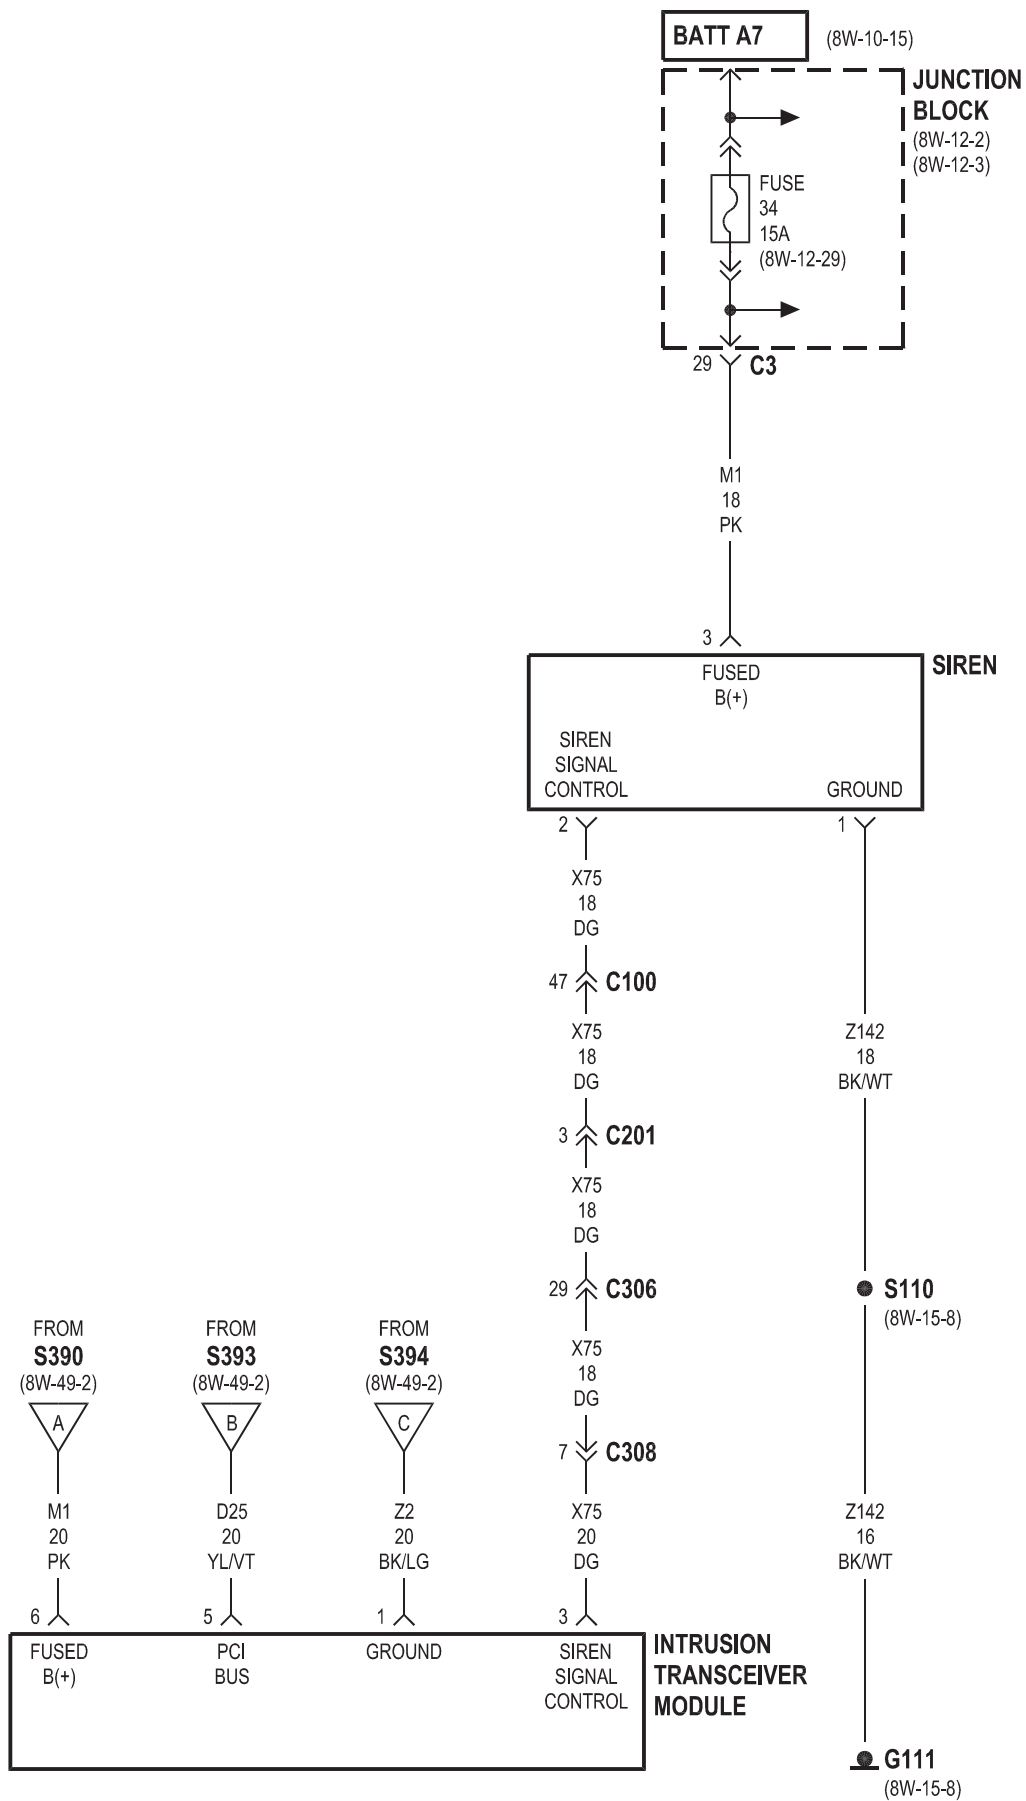 BATT A7
(8W-10-15)
JUNCTION
BLOCK
(8W-12-2)
(8W-12-3)
FUSE
34
15A
(8W-12-29)
29
C3
M1
18
PK
3
SIREN
FUSED
B(+)
SIREN
SIGNAL
CONTROL
GROUND
2
1
X75
18
DG
47
C100
X75
18
DG
Z142
18
BK/WT
3
C201
X75
18
DG
29
C306
S110
(8W-15-8)
FROM
S390
(8W-49-2)
A
FROM
S393
(8W-49-2)
B
FROM
S394
(8W-49-2)
C
X75
18
DG
7
C308
M1
20
PK
D25
20
YL/VT
Z2
20
BK/LG
X75
20
DG
Z142
16
BK/WT
6
5
1
3
FUSED
B(+)
PCI
BUS
GROUND
SIREN
SIGNAL
CONTROL
INTRUSION
TRANSCEIVER
MODULE
G111
(8W-15-8)